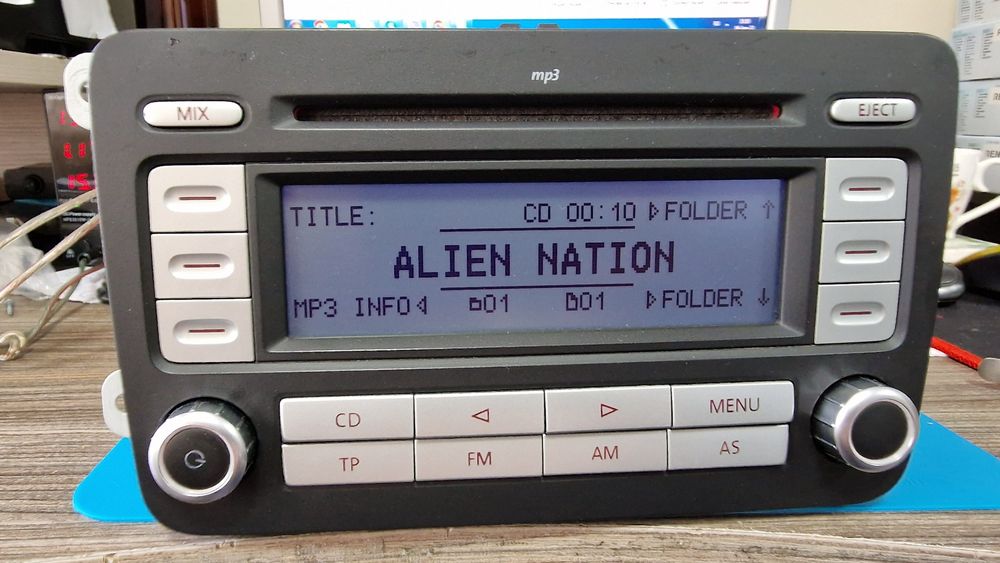 mp3
MIX
EJECT
TITLE: CD 00:10 FOLDER ↑
ALIEN NATION
MP3 INFO 01 01 FOLDER ↓
CD ◁ ▷ MENU
TP FM AM AS